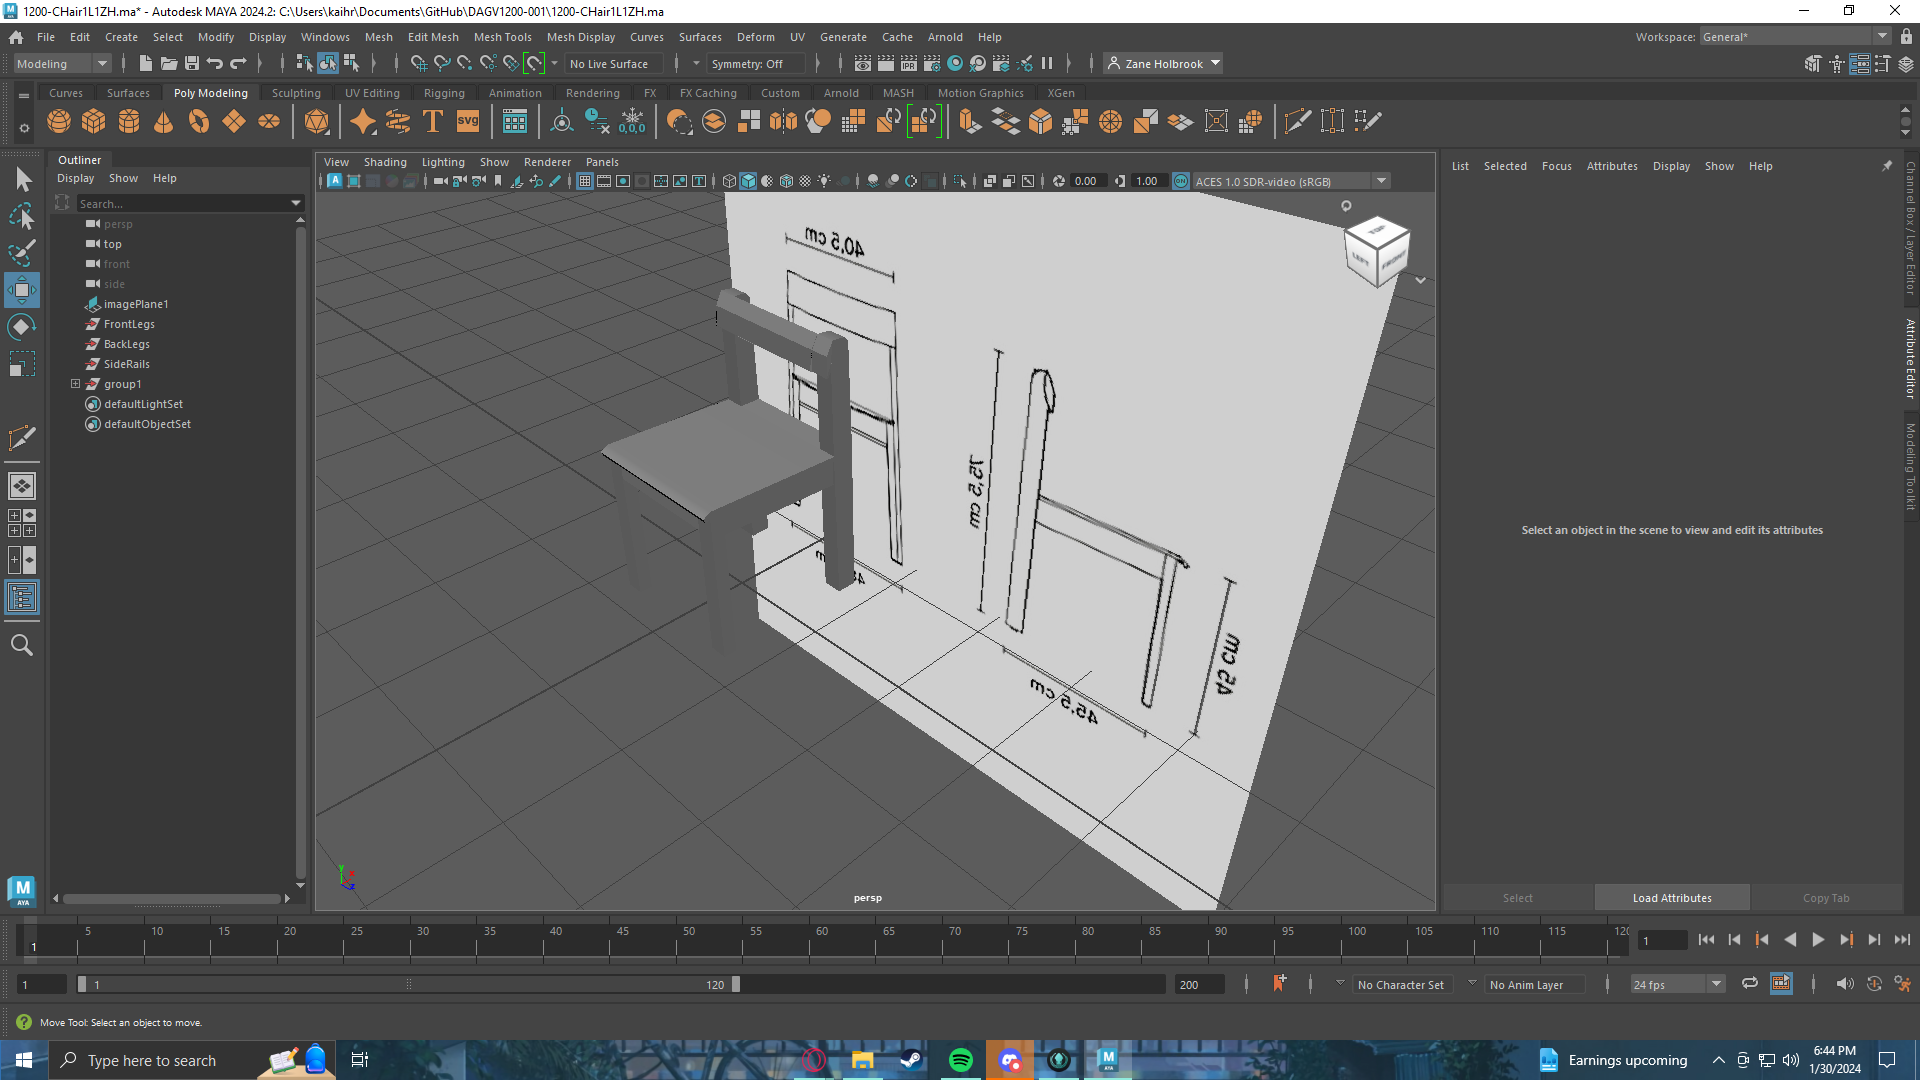 1200-CHair1L1ZH.ma* - Autodesk MAYA 2024.2: C:\Users\kaihr\Documents\GitHub\DAGV1200-001\1200-CHair1L1ZH.ma
File Edit Create Select Modify Display Windows Mesh Edit Mesh Mesh Tools Mesh Display Curves Surfaces Deform UV Generate Cache Arnold Help
Workspace: General*
Modeling
No Live Surface
Symmetry: Off
Zane Holbrook
Curves Surfaces Poly Modeling Sculpting UV Editing Rigging Animation Rendering FX FX Caching Custom Arnold MASH Motion Graphics XGen
T svg 0,0,0
Outliner
Display Show Help
Search...
persp
top
front
side
imagePlane1
FrontLegs
BackLegs
SideRails
group1
defaultLightSet
defaultObjectSet
View Shading Lighting Show Renderer Panels
0.00
1.00
ACES 1.0 SDR-video (sRGB)
40,5 cm
75,5 cm
45,5 cm
45 cm
TOP
LEFT
FRONT
persp
List Selected Focus Attributes Display Show Help
Select an object in the scene to view and edit its attributes
Channel Box / Layer Editor
Attribute Editor
Modeling Toolkit
Select
Load Attributes
Copy Tab
M
AYA
1 5 10 15 20 25 30 35 40 45 50 55 60 65 70 75 80 85 90 95 100 105 110 115 120
1
1
1
120
200
No Character Set
No Anim Layer
24 fps
Move Tool: Select an object to move.
Type here to search
Earnings upcoming
6:44 PM
1/30/2024